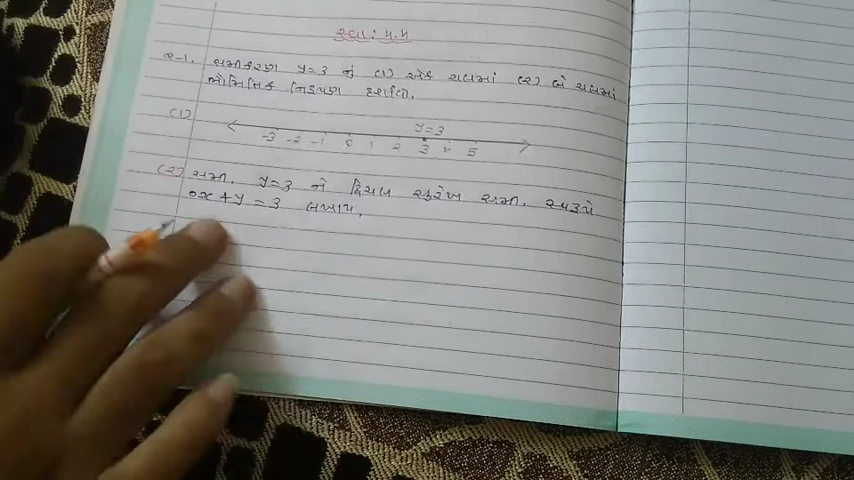 સ્વા : ૪.૪
પ્ર-1. સમીકરણ y=3 નું (1) એક ચલમાં (2) બે ચલમાં
ભૌમિતિક નિરૂપણ દર્શાવો.
(1) y=3
-3 -2 -1 0 1 2 3 4 5
(2) સમી. y=3 ને દ્વિચલ સુરેખ સમી. સ્વરૂપે
0x+y=3 લખાય.